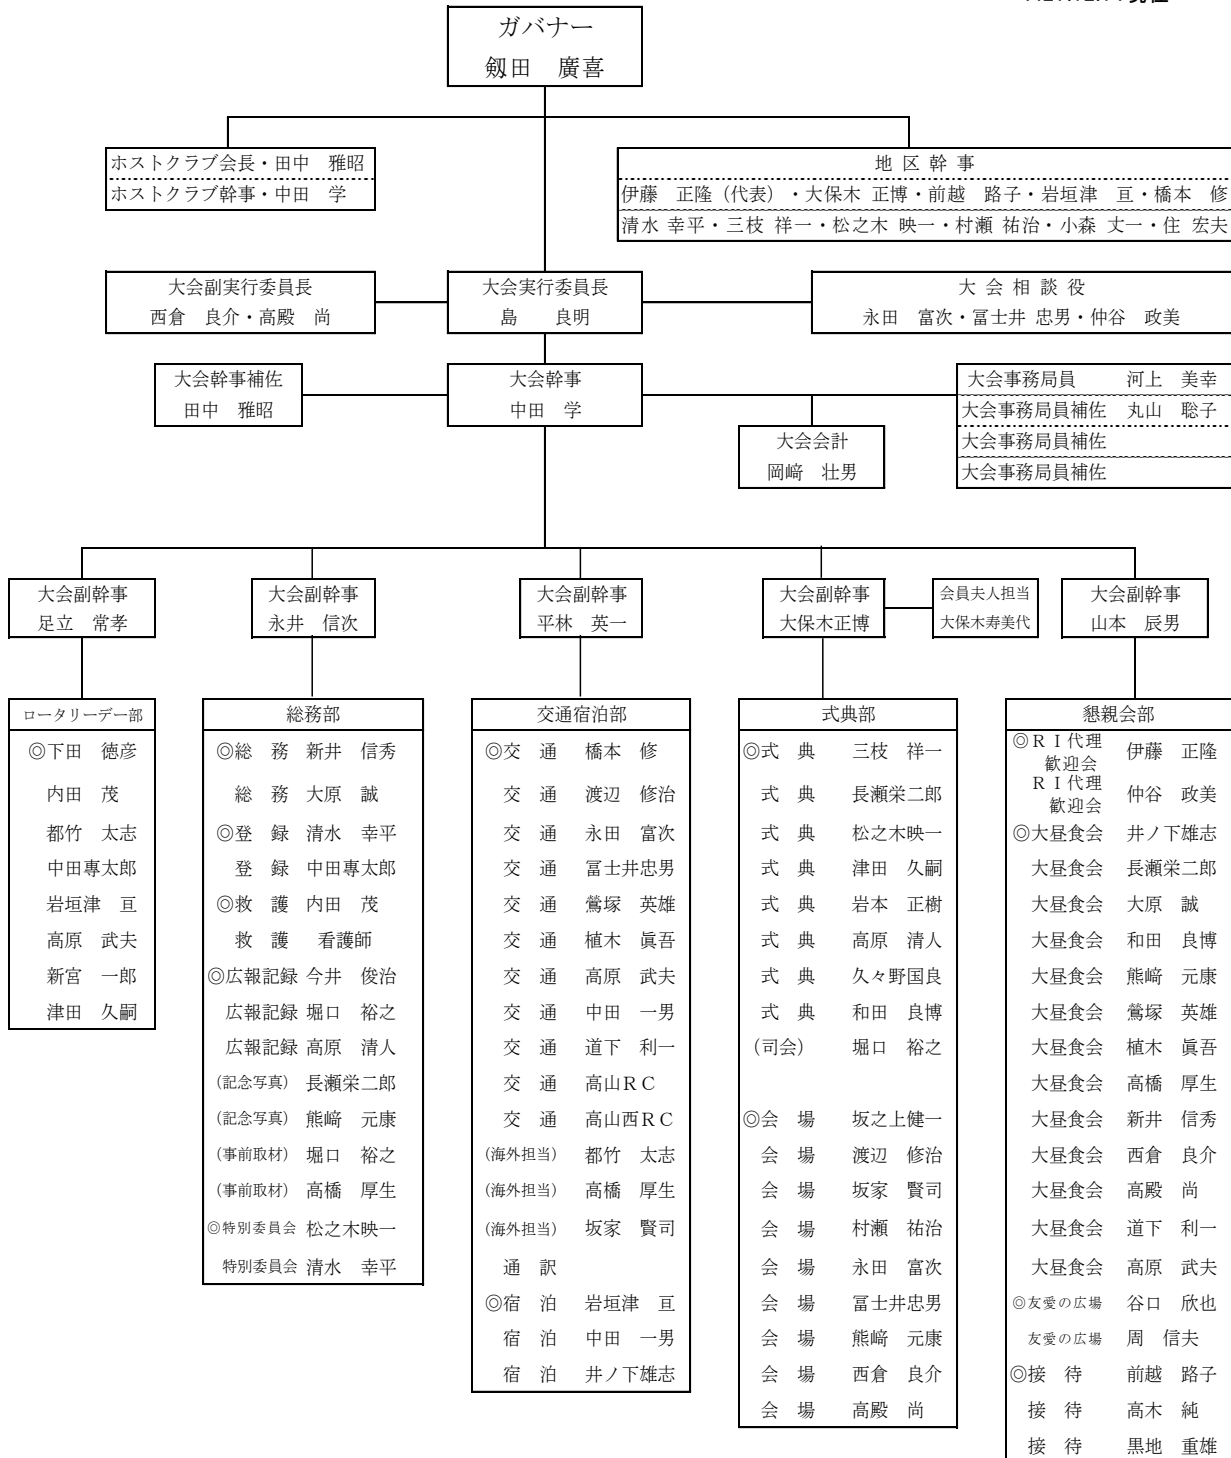 ガバナー
剱田　廣喜
ホストクラブ会長・田中　雅昭
ホストクラブ幹事・中田　学
地 区 幹 事
伊藤　正隆（代表）・大保木 正博・前越　路子・岩垣津　亘・橋本　修
清水 幸平・三枝 祥一・松之木 映一・村瀬 祐治・小森 丈一・住 宏夫
大会副実行委員長
西倉　良介・高殿　尚
大会実行委員長
島　　良明
大 会 相 談 役
永田　富次・冨士井 忠男・仲谷　政美
大会幹事補佐
田中　雅昭
大会幹事
中田　学
大会会計
岡﨑　壮男
大会事務局員　　河上　美幸
大会事務局員補佐　丸山　聡子
大会事務局員補佐
大会事務局員補佐
大会副幹事
足立　常孝
大会副幹事
永井　信次
大会副幹事
平林　英一
大会副幹事
大保木正博
会員夫人担当
大保木寿美代
大会副幹事
山本　辰男
ロータリーデー部
◎下田　徳彦
内田　茂
都竹　太志
中田專太郎
岩垣津　亘
高原　武夫
新宮　一郎
津田　久嗣
総務部
◎総　務　新井　信秀
総　務　大原　誠
◎登　録　清水　幸平
登　録　中田專太郎
◎救　護　内田　茂
救　護　看護師
◎広報記録 今井　俊治
広報記録 堀口　裕之
広報記録 高原　清人
(記念写真) 長瀬栄二郎
(記念写真) 熊﨑　元康
(事前取材) 堀口　裕之
(事前取材) 高橋　厚生
◎特別委員会 松之木映一
特別委員会 清水　幸平
交通宿泊部
◎交　通　橋本　修
交　通　渡辺　修治
交　通　永田　富次
交　通　冨士井忠男
交　通　鶯塚　英雄
交　通　植木　眞吾
交　通　高原　武夫
交　通　中田　一男
交　通　道下　利一
交　通　高山ＲＣ
交　通　高山西ＲＣ
(海外担当)　都竹　太志
(海外担当)　高橋　厚生
(海外担当)　坂家　賢司
通　訳
◎宿　泊　岩垣津　亘
宿　泊　中田　一男
宿　泊　井ノ下雄志
式典部
◎式　典　三枝　祥一
式　典　長瀬栄二郎
式　典　松之木映一
式　典　津田　久嗣
式　典　岩本　正樹
式　典　高原　清人
式　典　久々野国良
式　典　和田　良博
（司会）　堀口　裕之
◎会　場　坂之上健一
会　場　渡辺　修治
会　場　坂家　賢司
会　場　村瀬　祐治
会　場　永田　富次
会　場　冨士井忠男
会　場　熊﨑　元康
会　場　西倉　良介
会　場　高殿　尚
懇親会部
◎ＲＩ代理歓迎会　伊藤　正隆
ＲＩ代理歓迎会　仲谷　政美
◎大昼食会　井ノ下雄志
大昼食会　長瀬栄二郎
大昼食会　大原　誠
大昼食会　和田　良博
大昼食会　熊﨑　元康
大昼食会　鶯塚　英雄
大昼食会　植木　眞吾
大昼食会　高橋　厚生
大昼食会　新井　信秀
大昼食会　西倉　良介
大昼食会　高殿　尚
大昼食会　道下　利一
大昼食会　高原　武夫
◎友愛の広場　谷口　欣也
友愛の広場　周　信夫
◎接　待　前越　路子
接　待　高木　純
接　待　黒地　重雄